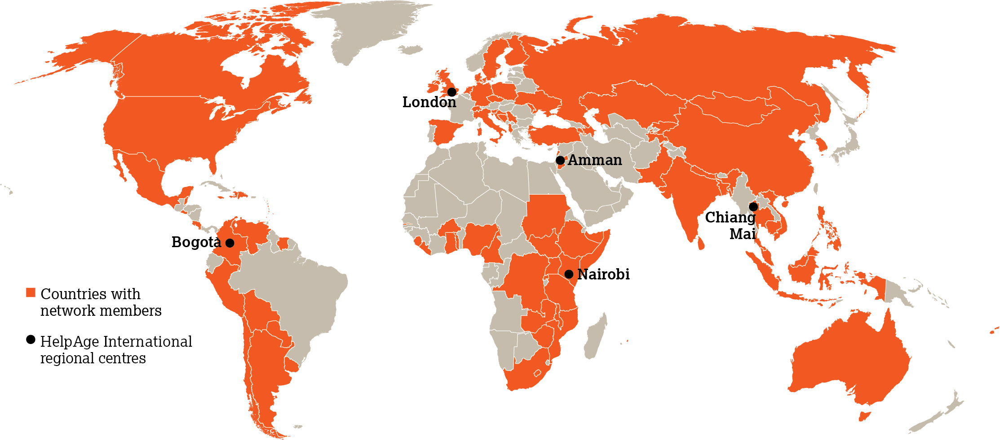 London
Amman
Chiang
Mai
Bogotà
Nairobi
Countries with
network members
HelpAge International
regional centres